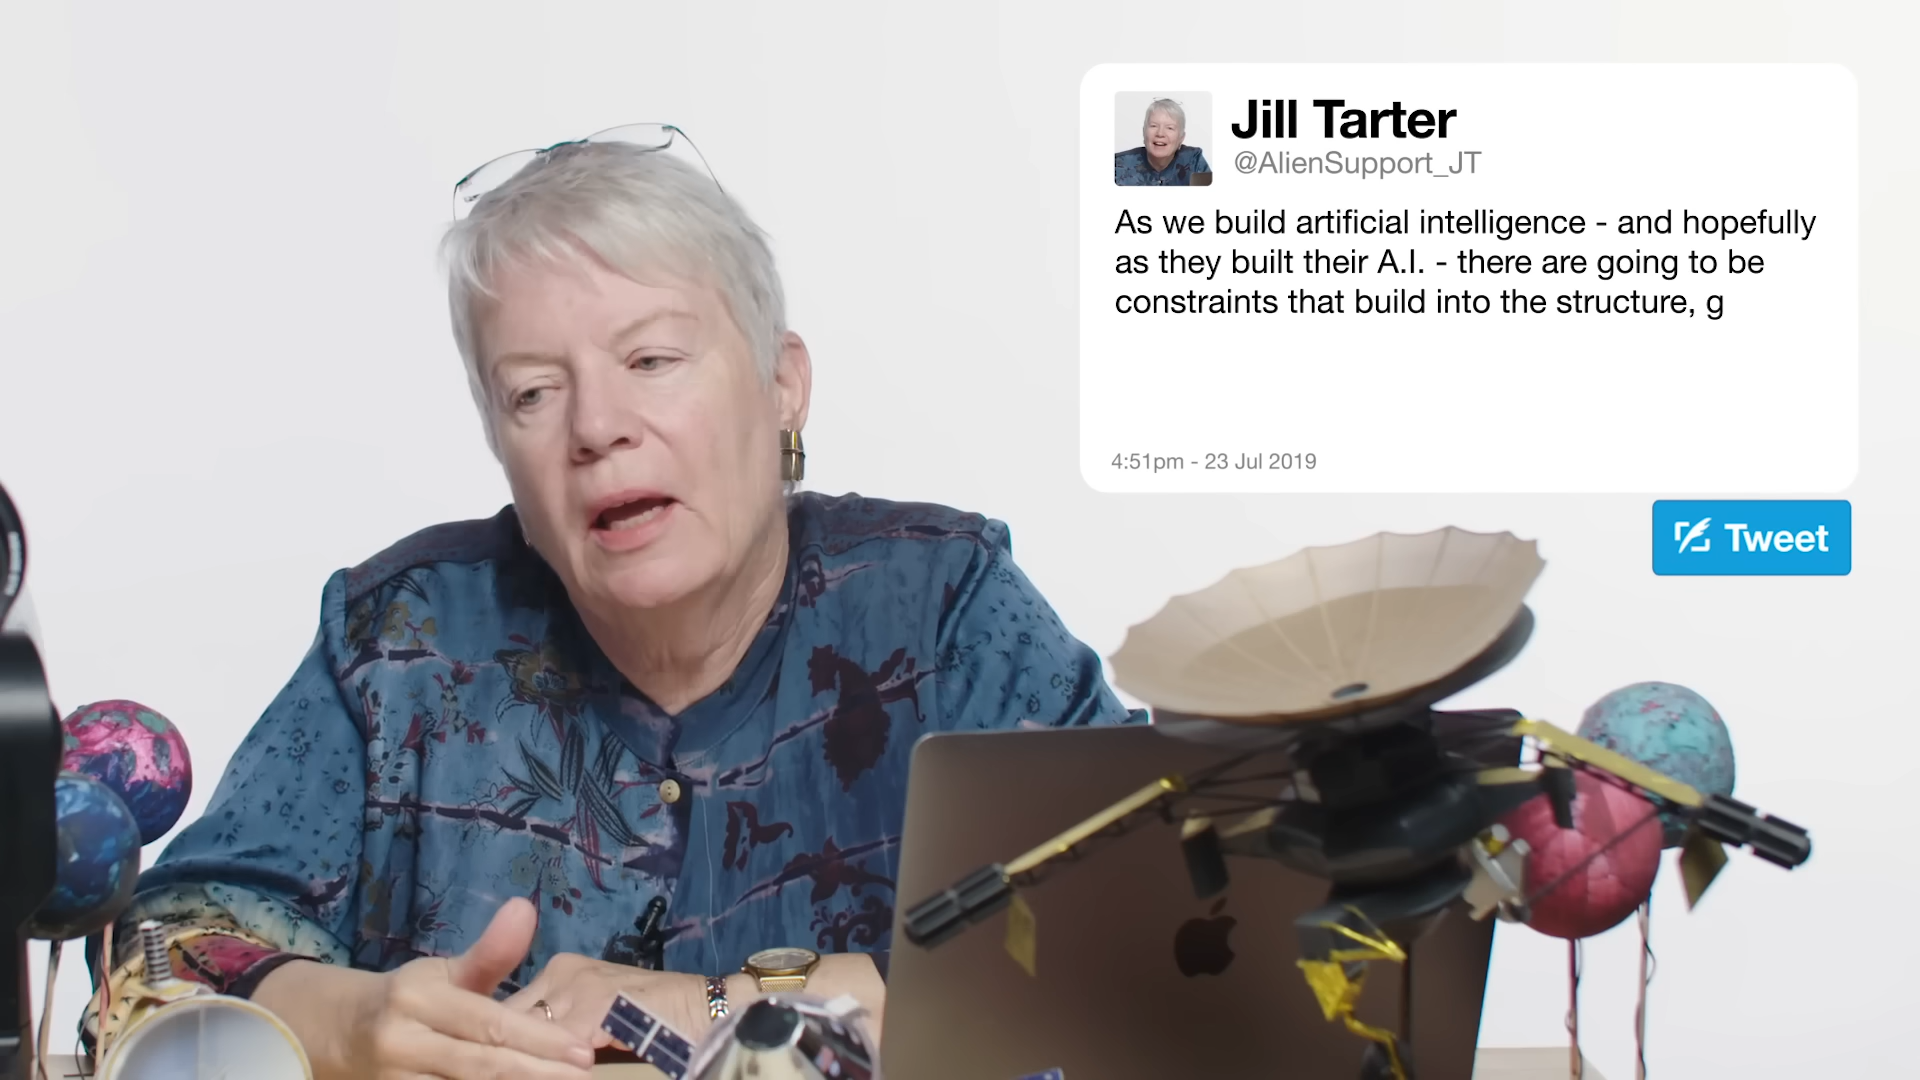 Jill Tarter
@AlienSupport_JT
As we build artificial intelligence - and hopefully
as they built their A.I. - there are going to be
constraints that build into the structure, g
4:51pm - 23 Jul 2019
Tweet